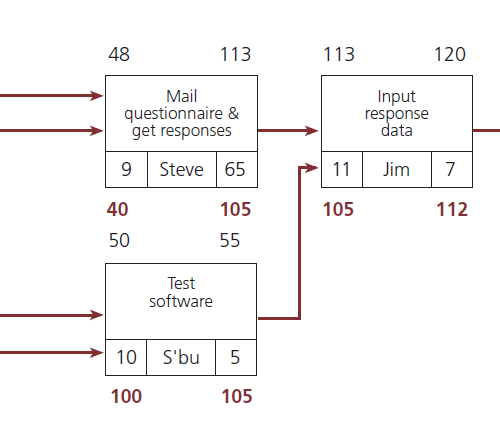 48 113
Mail
questionnaire &
get responses
9 Steve 65
40 105
113 120
Input
response
data
11 Jim 7
105 112
50 55
Test
software
10 S'bu 5
100 105